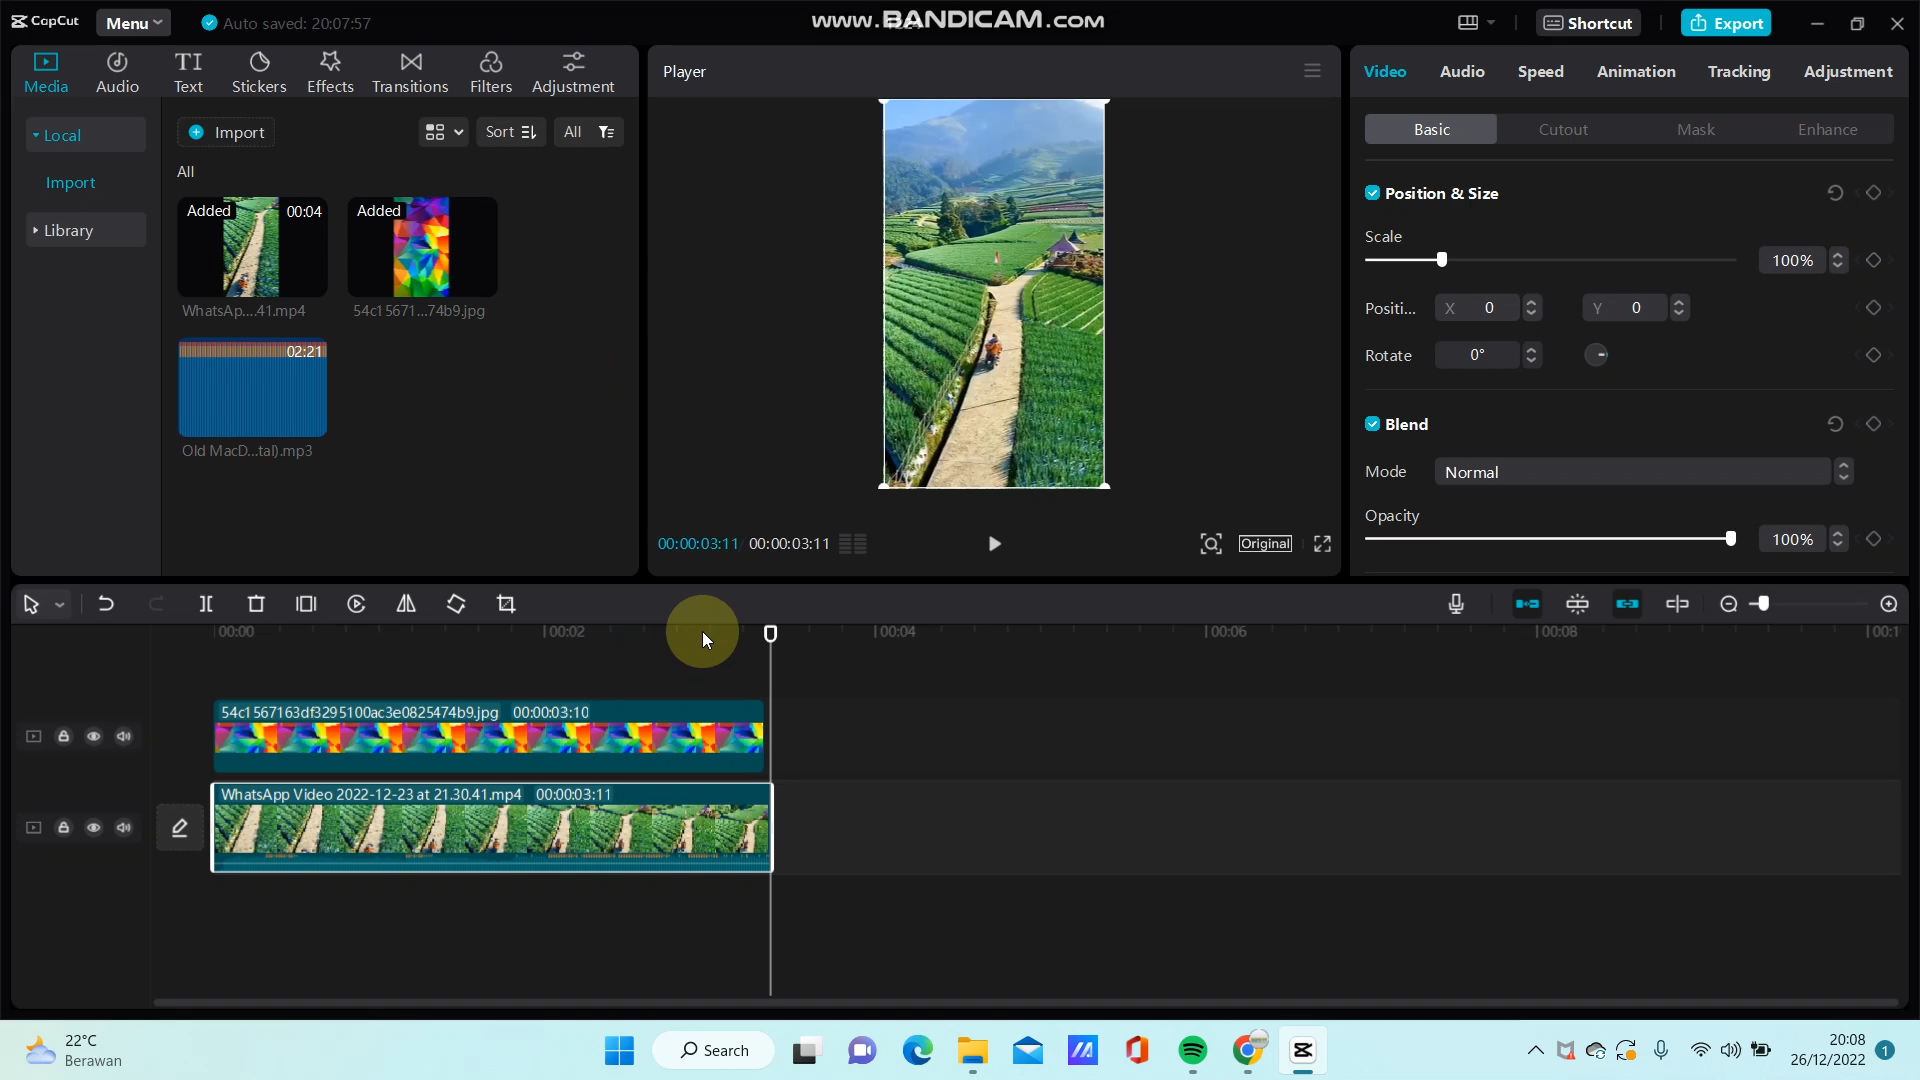 CapCut
Menu
Auto saved: 20:07:57
www.BANDICAM.com
Shortcut
Export
Media
Audio
Text
Stickers
Effects
Transitions
Filters
Adjustment
Local
Import
Library
Import
Sort
All
All
Added
00:04
WhatsAp....41.mp4
Added
54c15671...74b9.jpg
02:21
Old MacD...tal).mp3
Player
00:00:03:11
00:00:03:11
Original
Video
Audio
Speed
Animation
Tracking
Adjustment
Basic
Cutout
Mask
Enhance
Position & Size
Scale
100%
Positi...
X 0
Y 0
Rotate
0°
Blend
Mode
Normal
Opacity
100%
00:00
00:02
00:04
00:06
00:08
00:1
54c1567163df3295100ac3e0825474b9.jpg 00:00:03:10
WhatsApp Video 2022-12-23 at 21.30.41.mp4 00:00:03:11
22°C
Berawan
Search
20:08
26/12/2022
1